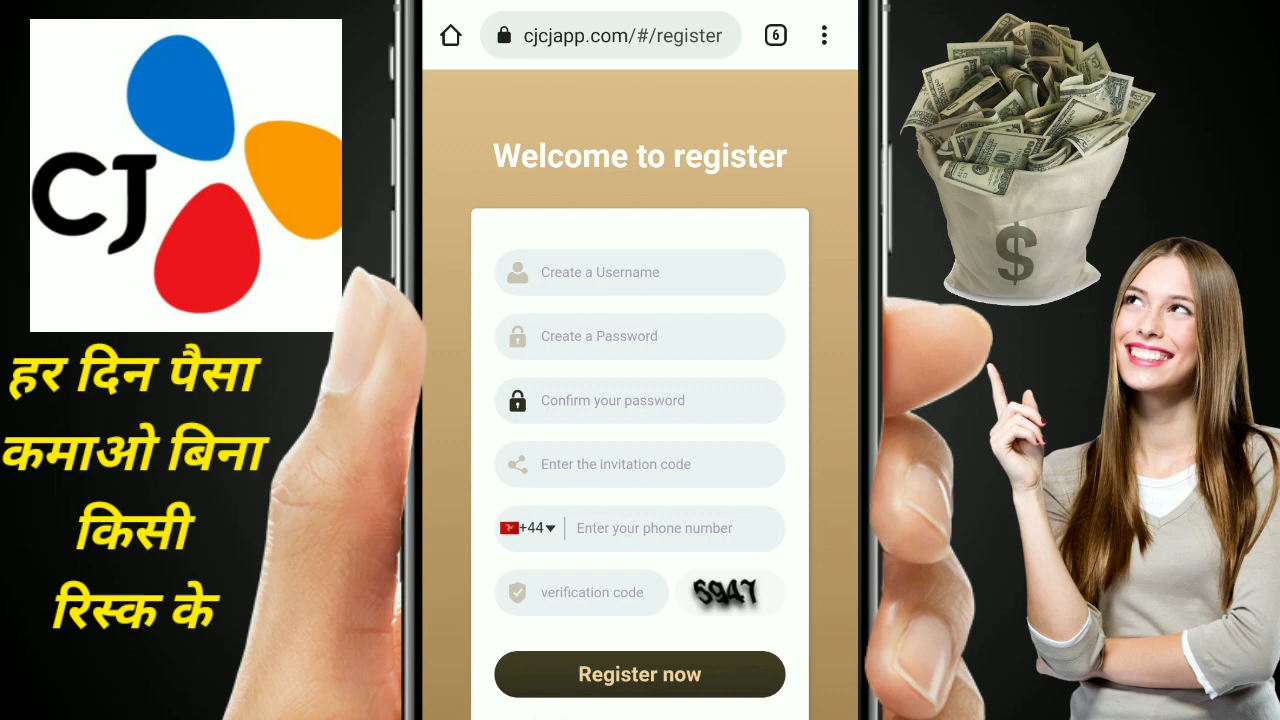 CJ
हर दिन पैसा
कमाओ बिना
किसी
रिस्क के
cjcjapp.com/#/register
6
Welcome to register
Create a Username
Create a Password
Confirm your password
Enter the invitation code
+44 Enter your phone number
verification code 5947
Register now
$